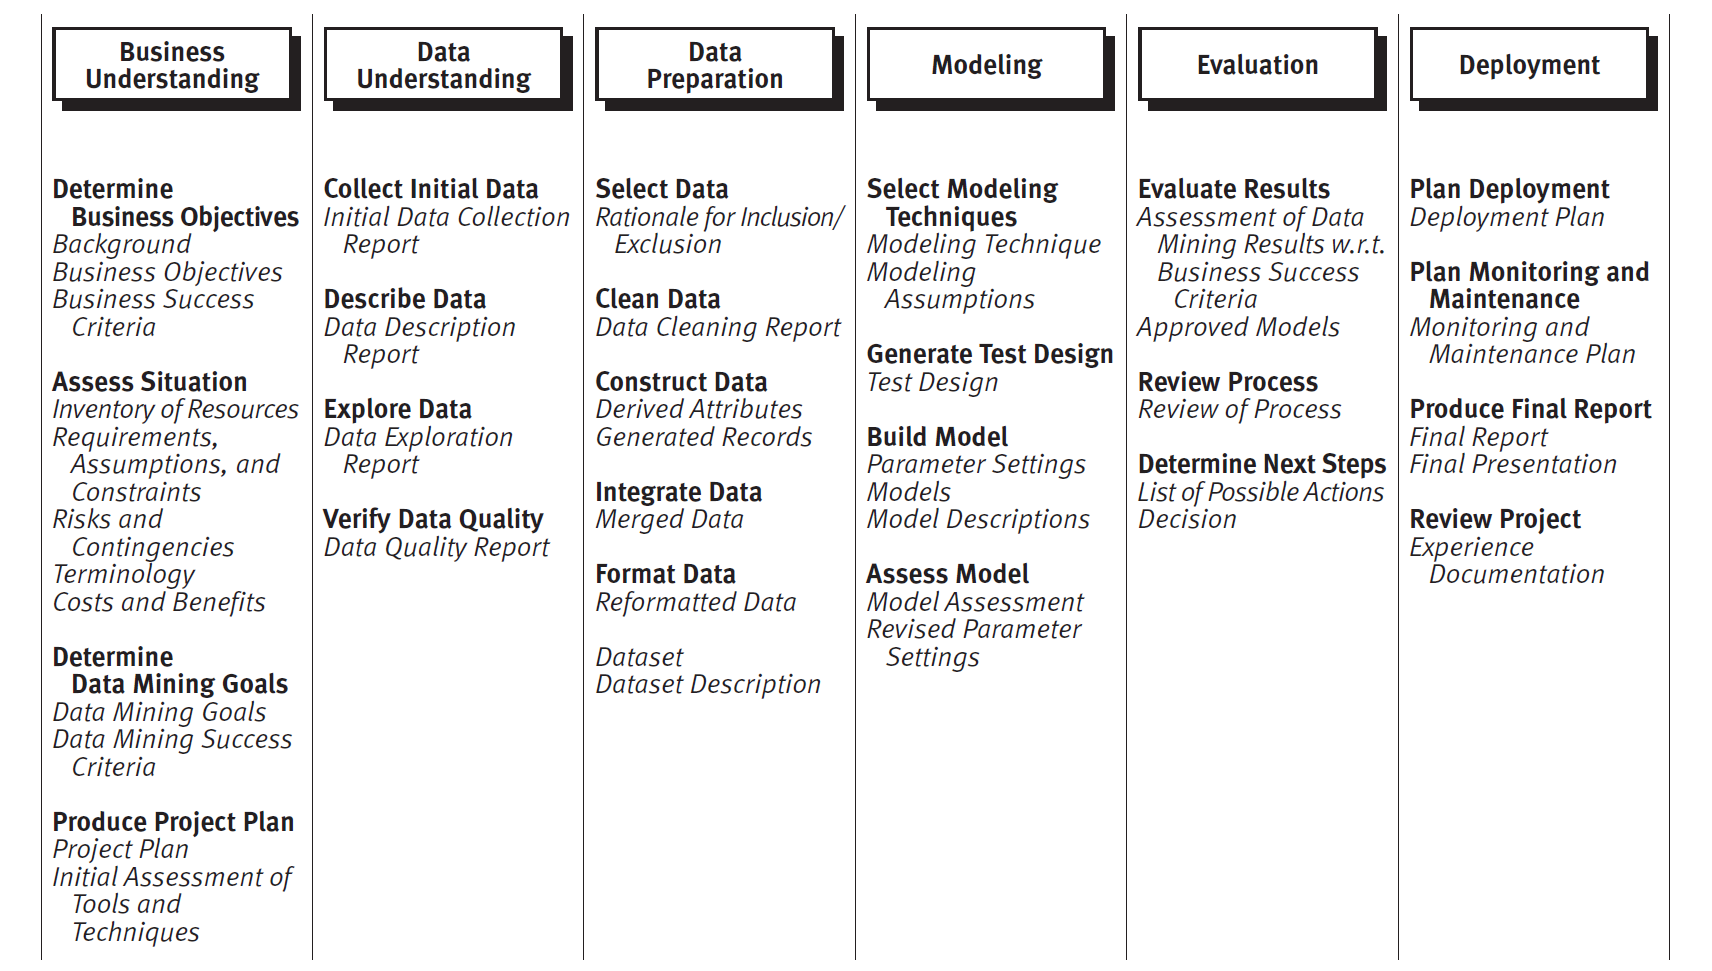 Business
Understanding
Data
Understanding
Data
Preparation
Modeling
Evaluation
Deployment
Determine
Business Objectives
Background
Business Objectives
Business Success
Criteria
Assess Situation
Inventory of Resources
Requirements,
Assumptions, and
Constraints
Risks and
Contingencies
Terminology
Costs and Benefits
Determine
Data Mining Goals
Data Mining Goals
Data Mining Success
Criteria
Produce Project Plan
Project Plan
Initial Assessment of
Tools and
Techniques
Collect Initial Data
Initial Data Collection
Report
Describe Data
Data Description
Report
Explore Data
Data Exploration
Report
Verify Data Quality
Data Quality Report
Select Data
Rationale for Inclusion/
Exclusion
Clean Data
Data Cleaning Report
Construct Data
Derived Attributes
Generated Records
Integrate Data
Merged Data
Format Data
Reformatted Data
Dataset
Dataset Description
Select Modeling
Techniques
Modeling Technique
Modeling
Assumptions
Generate Test Design
Test Design
Build Model
Parameter Settings
Models
Model Descriptions
Assess Model
Model Assessment
Revised Parameter
Settings
Evaluate Results
Assessment of Data
Mining Results w.r.t.
Business Success
Criteria
Approved Models
Review Process
Review of Process
Determine Next Steps
List of Possible Actions
Decision
Plan Deployment
Deployment Plan
Plan Monitoring and
Maintenance
Monitoring and
Maintenance Plan
Produce Final Report
Final Report
Final Presentation
Review Project
Experience
Documentation